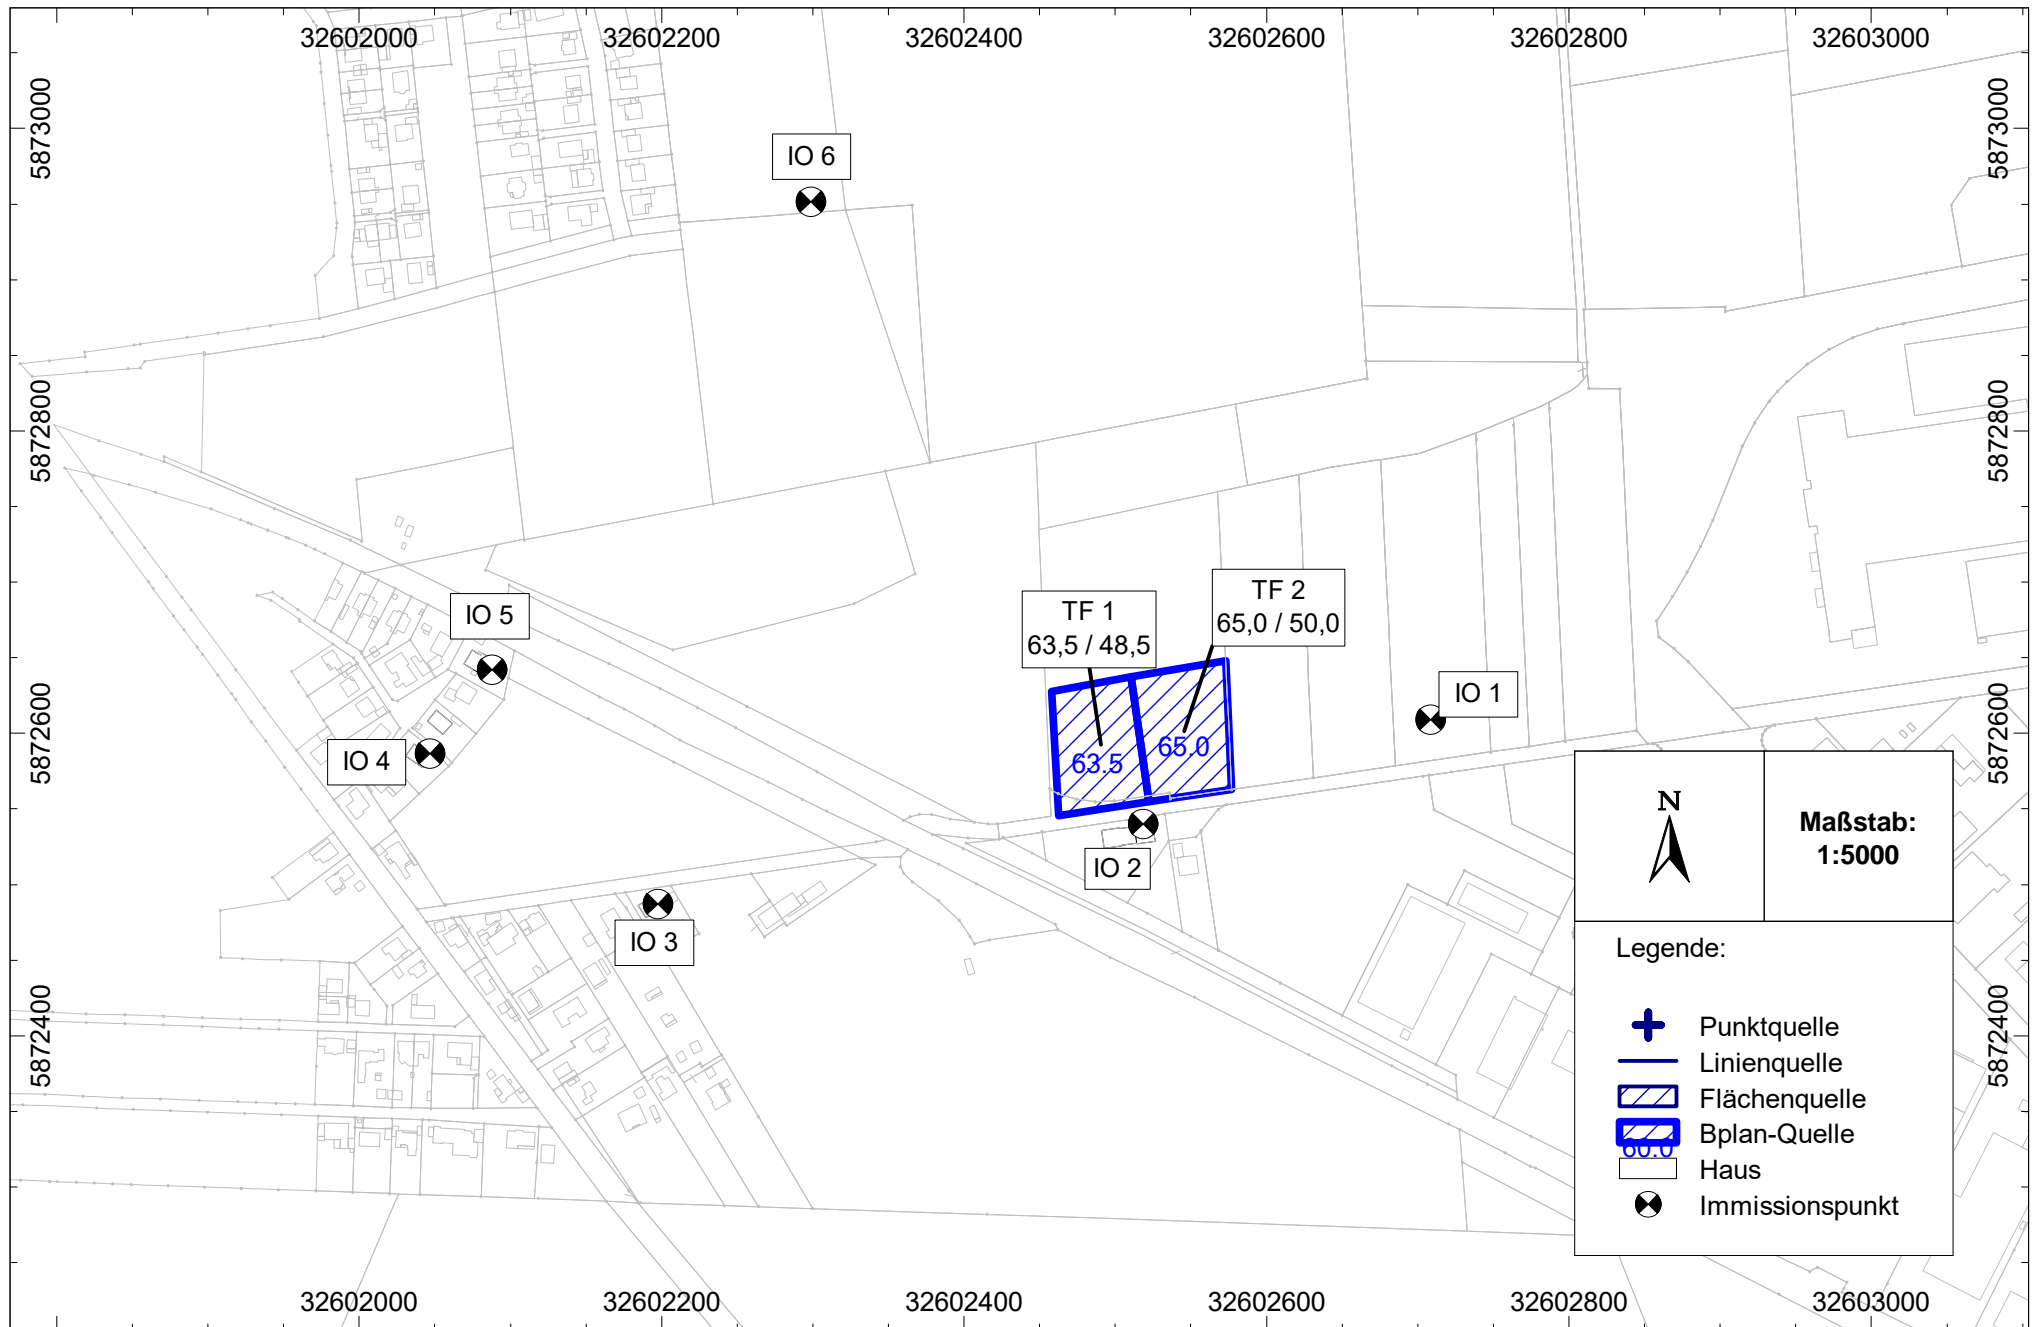 32602000
32602200
32602400
32602600
32602800
32603000
5873000
5873000
IO 6
5872800
5872800
TF 2
65,0 / 50,0
TF 1
63,5 / 48,5
IO 5
IO 1
5872600
5872600
65.0
63.5
IO 4
IO 2
IO 3
N
Maßstab:
1:5000
Legende:
5872400
5872400
Punktquelle
Linienquelle
Flächenquelle
Bplan-Quelle
60.0
Haus
Immissionspunkt
32602000
32602200
32602400
32602600
32602800
32603000